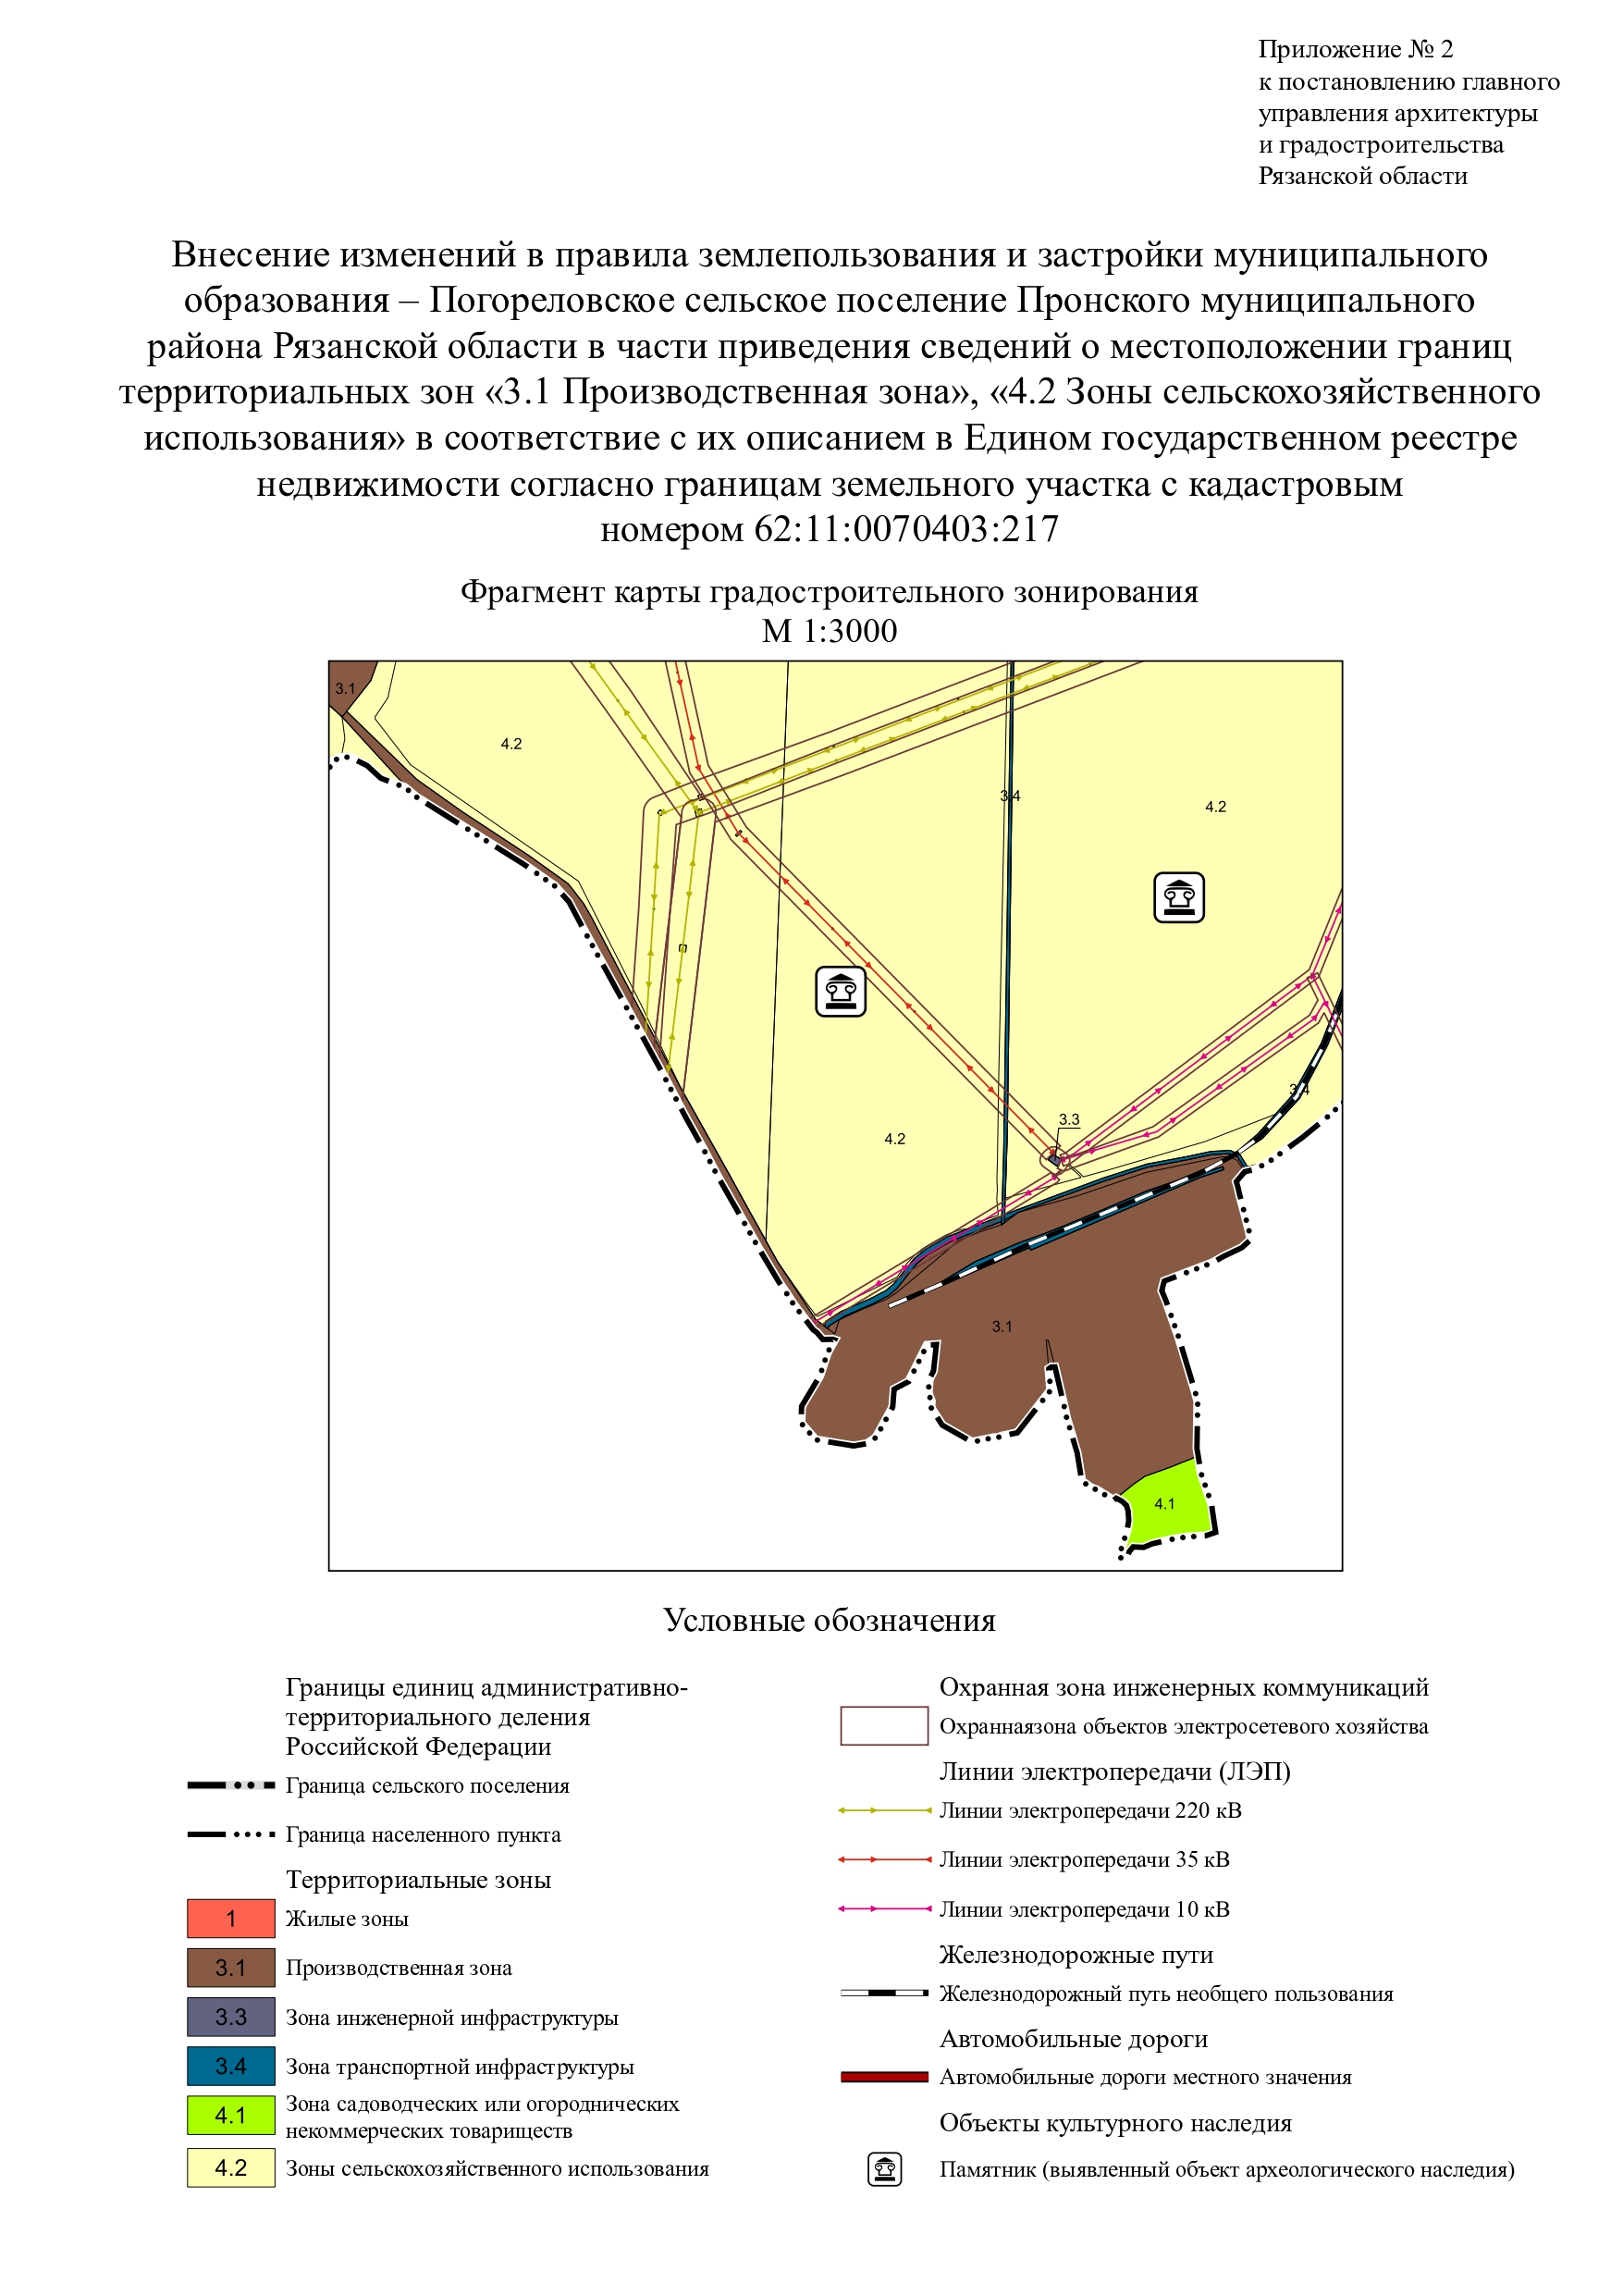 Приложение № 2
к постановлению главного
управления архитектуры
и градостроительства
Рязанской области
Внесение изменений в правила землепользования и застройки муниципального
образования – Погореловское сельское поселение Пронского муниципального
района Рязанской области в части приведения сведений о местоположении границ
территориальных зон «3.1 Производственная зона», «4.2 Зоны сельскохозяйственного
использования» в соответствие с их описанием в Едином государственном реестре
недвижимости согласно границам земельного участка с кадастровым
номером 62:11:0070403:217
Фрагмент карты градостроительного зонирования
М 1:3000
3.1
4.2
3.4
4.2
3.4
3.3
4.2
3.1
4.1
Условные обозначения
Границы единиц административно-
территориального деления
Российской Федерации
Граница сельского поселения
Граница населенного пункта
Территориальные зоны
1 Жилые зоны
3.1 Производственная зона
3.3 Зона инженерной инфраструктуры
3.4 Зона транспортной инфраструктуры
4.1 Зона садоводческих или огороднических
некоммерческих товариществ
4.2 Зоны сельскохозяйственного использования
Охранная зона инженерных коммуникаций
Охраннаязона объектов электросетевого хозяйства
Линии электропередачи (ЛЭП)
Линии электропередачи 220 кВ
Линии электропередачи 35 кВ
Линии электропередачи 10 кВ
Железнодорожные пути
Железнодорожный путь необщего пользования
Автомобильные дороги
Автомобильные дороги местного значения
Объекты культурного наследия
Памятник (выявленный объект археологического наследия)